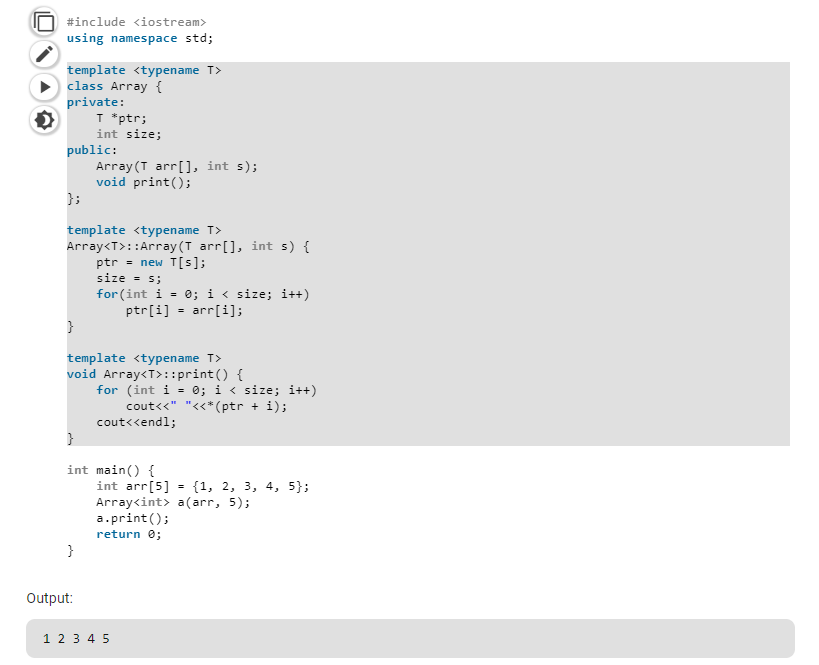 #include <iostream>
using namespace std;
template <typename T>
class Array {
private:
    T *ptr;
    int size;
public:
    Array(T arr[], int s);
    void print();
};
template <typename T>
Array<T>::Array(T arr[], int s) {
    ptr = new T[s];
    size = s;
    for(int i = 0; i < size; i++)
        ptr[i] = arr[i];
}
template <typename T>
void Array<T>::print() {
    for (int i = 0; i < size; i++)
        cout<<" "<<*(ptr + i);
    cout<<endl;
}
int main() {
    int arr[5] = {1, 2, 3, 4, 5};
    Array<int> a(arr, 5);
    a.print();
    return 0;
}
Output:
1 2 3 4 5